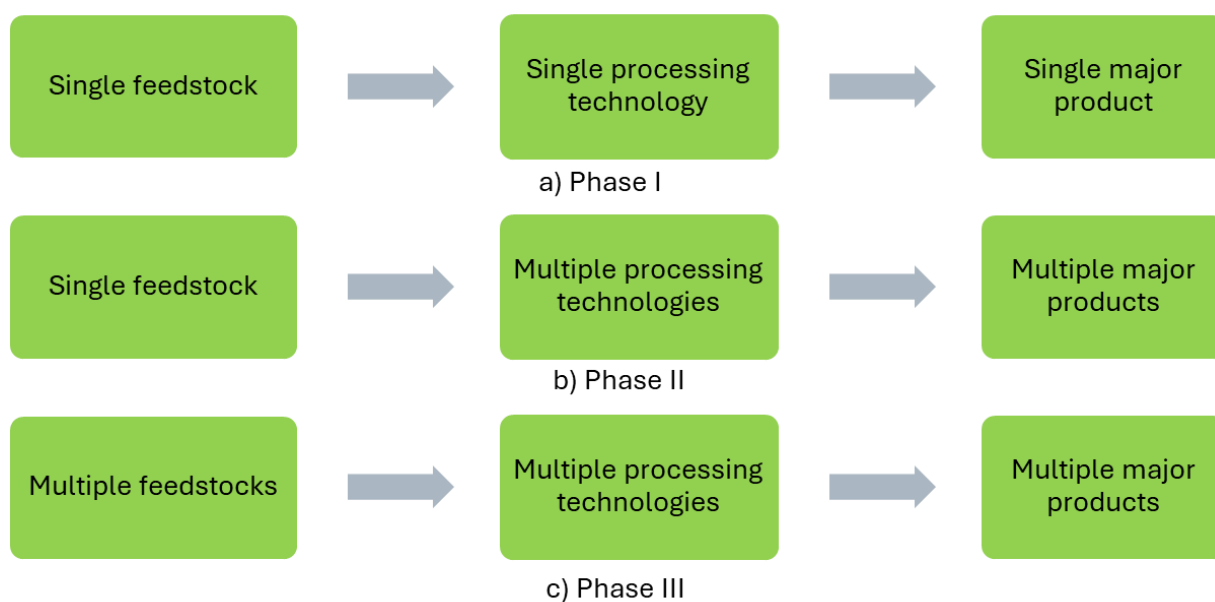 Single feedstock
Single processing
technology
Single major
product
a) Phase I
Single feedstock
Multiple processing
technologies
Multiple major
products
b) Phase II
Multiple feedstocks
Multiple processing
technologies
Multiple major
products
c) Phase III